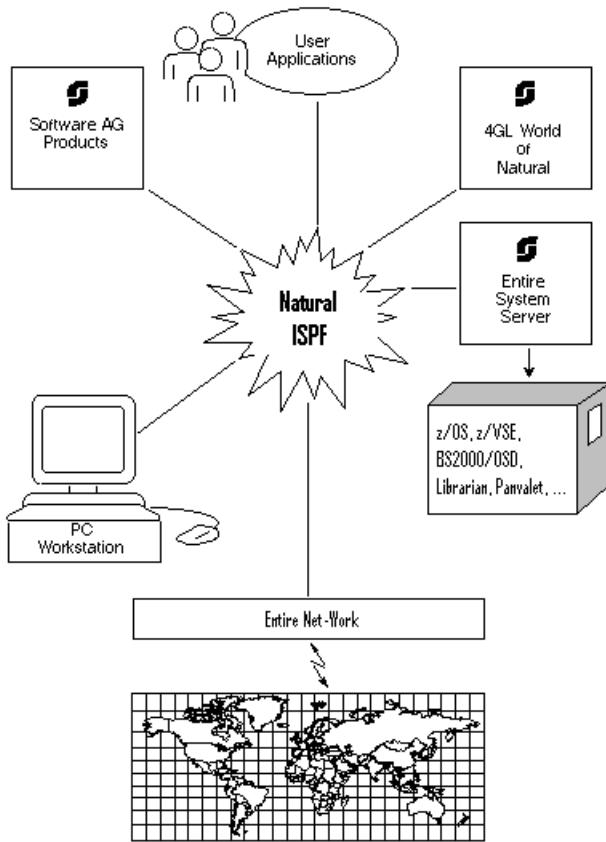 User
Applications
Software AG
Products
4GL World
of
Natural
Entire
System
Server
Natural
ISPF
z/OS, z/VSE,
BS2000/OSD,
Librarian, Panvalet, ...
PC
Workstation
Entire Net-Work